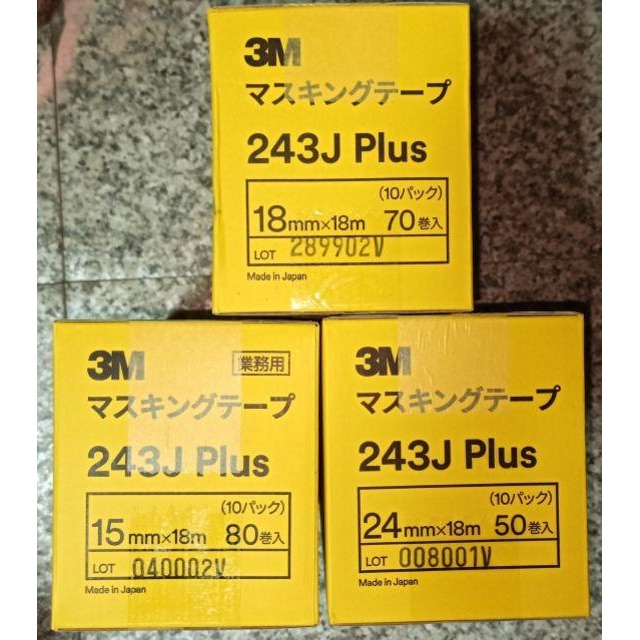 3M
マスキングテープ
243J Plus
(10パック)
18mm×18m 70巻入
LOT 289902V
Made in Japan
3M 業務用
マスキングテープ
243J Plus
(10パック)
15mm×18m 80巻入
LOT 040002V
Made in Japan
3M
マスキングテープ
243J Plus
(10パック)
24mm×18m 50巻入
LOT 008001V
Made in Japan